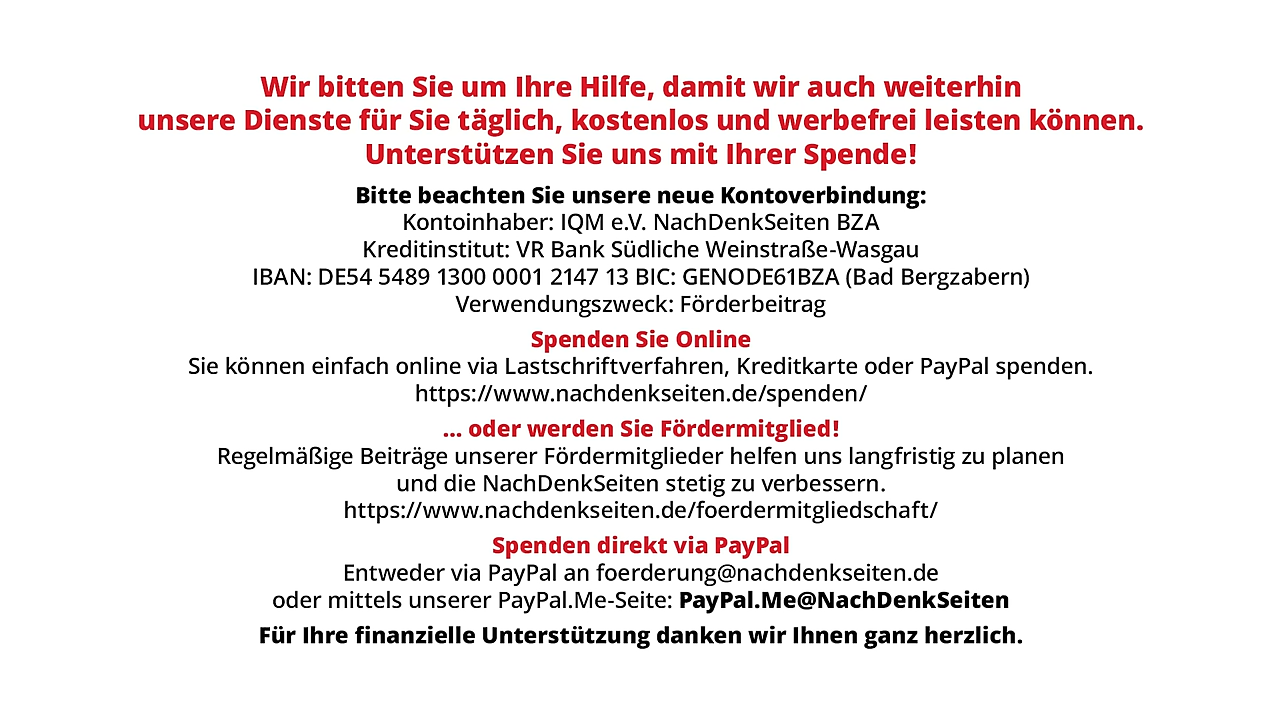 Wir bitten Sie um Ihre Hilfe, damit wir auch weiterhin
unsere Dienste für Sie täglich, kostenlos und werbefrei leisten können.
Unterstützen Sie uns mit Ihrer Spende!
Bitte beachten Sie unsere neue Kontoverbindung:
Kontoinhaber: IQM e.V. NachDenkSeiten BZA
Kreditinstitut: VR Bank Südliche Weinstraße-Wasgau
IBAN: DE54 5489 1300 0001 2147 13 BIC: GENODE61BZA (Bad Bergzabern)
Verwendungszweck: Förderbeitrag
Spenden Sie Online
Sie können einfach online via Lastschriftverfahren, Kreditkarte oder PayPal spenden.
https://www.nachdenkseiten.de/spenden/
... oder werden Sie Fördermitglied!
Regelmäßige Beiträge unserer Fördermitglieder helfen uns langfristig zu planen
und die NachDenkSeiten stetig zu verbessern.
https://www.nachdenkseiten.de/foerdermitgliedschaft/
Spenden direkt via PayPal
Entweder via PayPal an foerderung@nachdenkseiten.de
oder mittels unserer PayPal.Me-Seite: PayPal.Me@NachDenkSeiten
Für Ihre finanzielle Unterstützung danken wir Ihnen ganz herzlich.